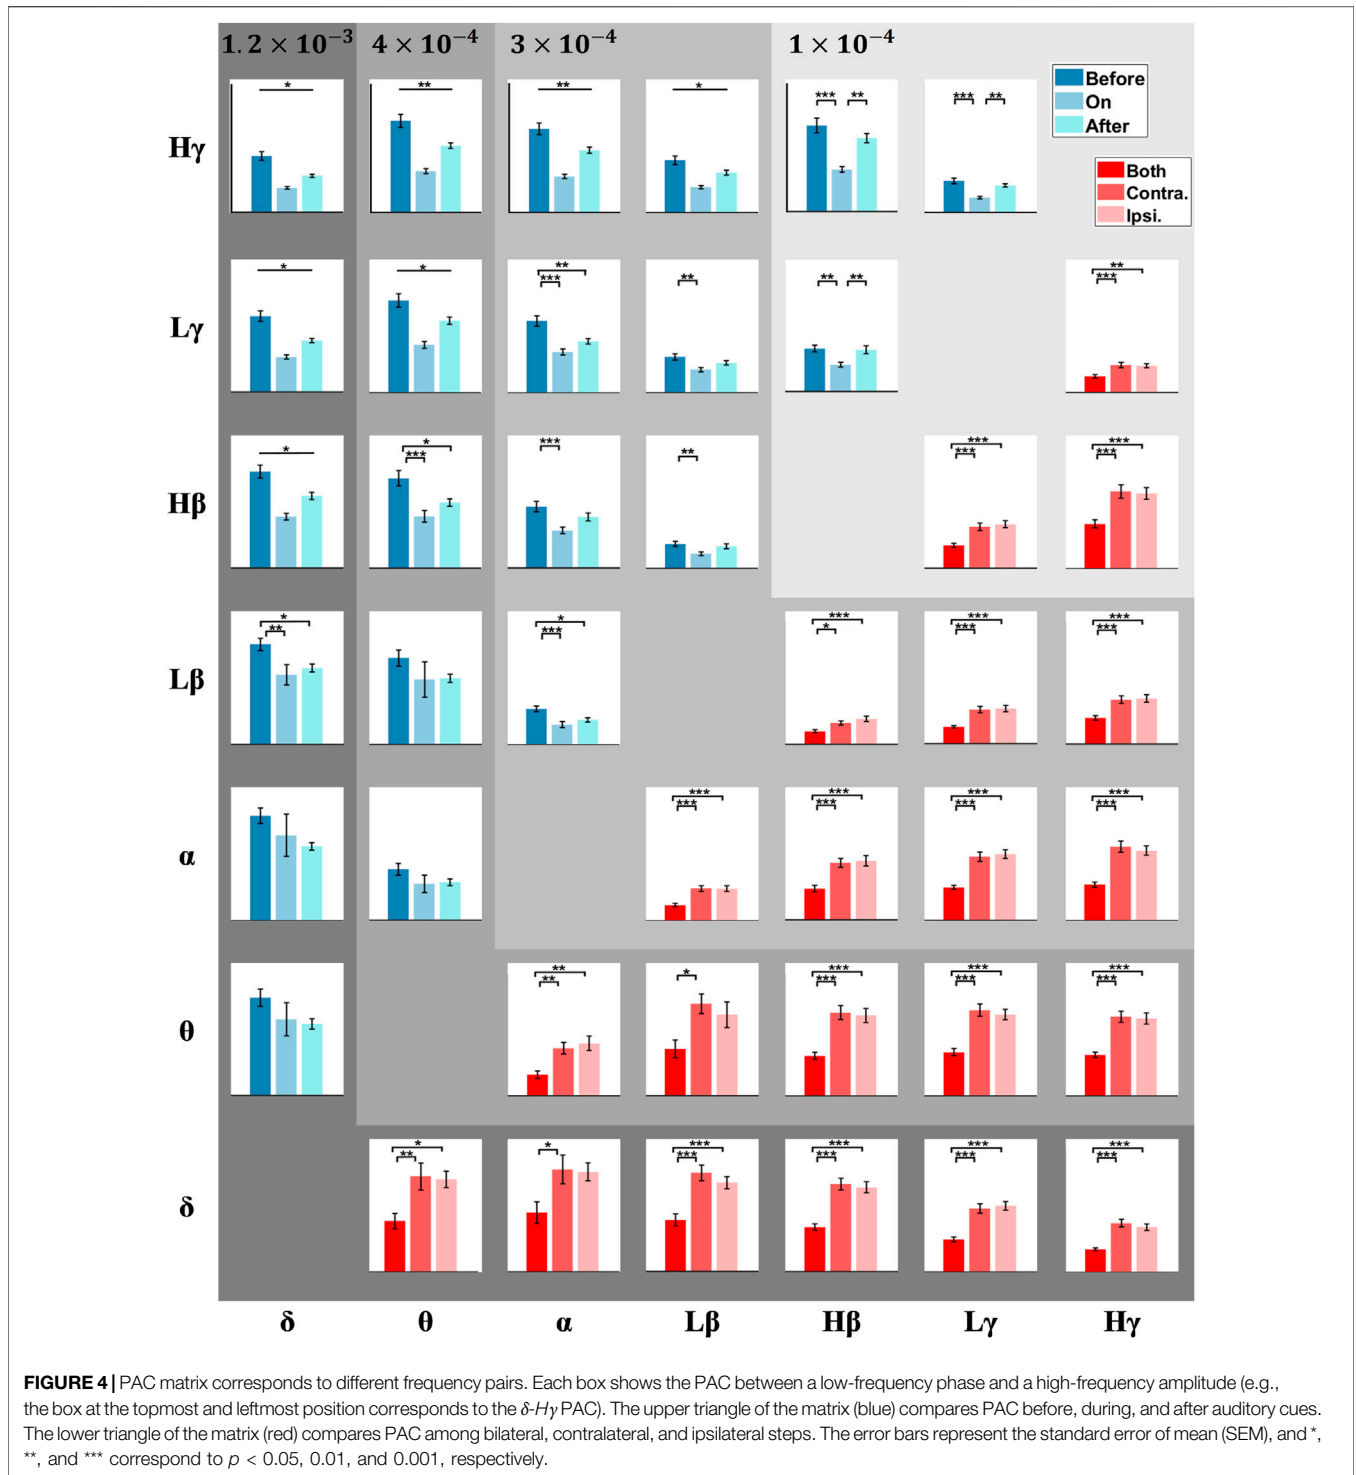 1.2 × 10⁻³ 4 × 10⁻⁴ 3 × 10⁻⁴ 1 × 10⁻⁴
Before
On
After
Both
Contra.
Ipsi.
Hγ
* ** ** * *** ** *** **
Lγ
* * ** *** ** ** ** ** ***
Hβ
* * *** *** ** *** *** *** ***
Lβ
* ** * *** *** * *** *** *** ***
α
*** *** *** *** *** *** *** ***
θ
** ** * *** *** *** *** *** ***
δ
* ** * *** *** *** *** *** *** *** ***
δ θ α Lβ Hβ Lγ Hγ
FIGURE 4 | PAC matrix corresponds to different frequency pairs. Each box shows the PAC between a low-frequency phase and a high-frequency amplitude (e.g.,
the box at the topmost and leftmost position corresponds to the δ-Hγ PAC). The upper triangle of the matrix (blue) compares PAC before, during, and after auditory cues.
The lower triangle of the matrix (red) compares PAC among bilateral, contralateral, and ipsilateral steps. The error bars represent the standard error of mean (SEM), and *,
**, and *** correspond to p < 0.05, 0.01, and 0.001, respectively.